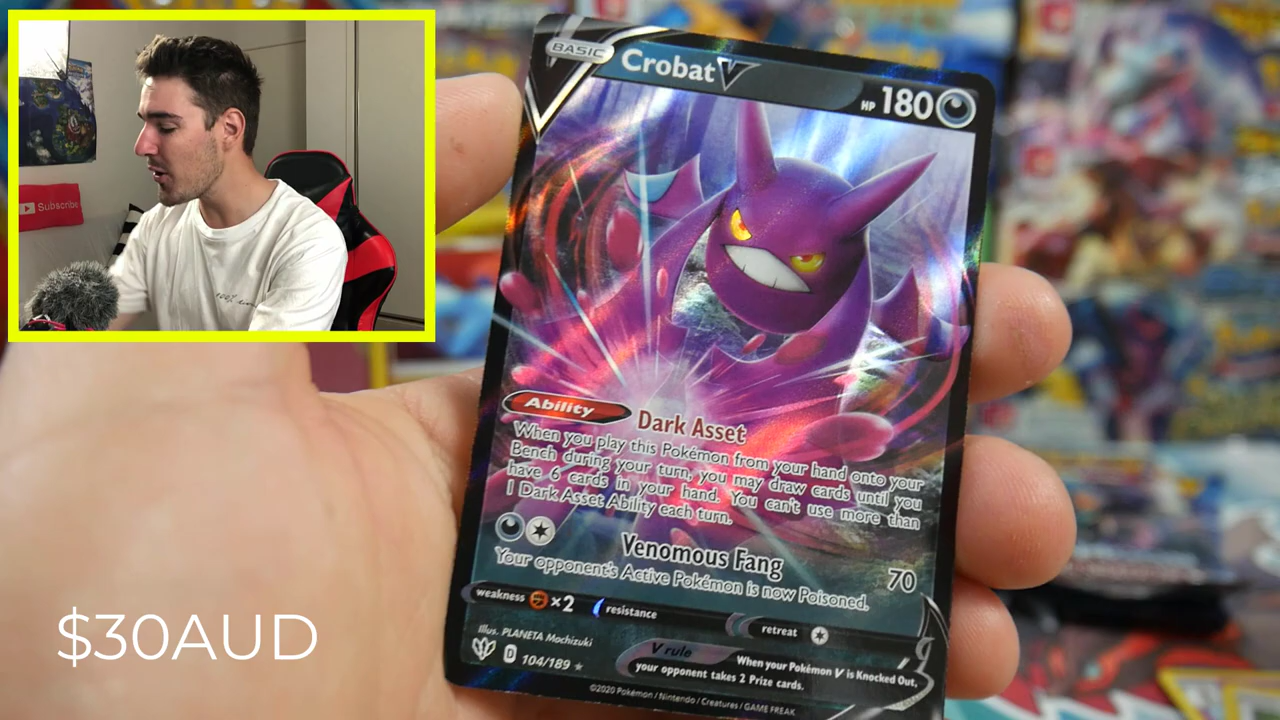 Subscribe
BASIC
Crobat V
HP 180
Ability
Dark Asset
When you play this Pokémon from your hand onto your
Bench during your turn, you may draw cards until you
have 6 cards in your hand. You can't use more than
1 Dark Asset Ability each turn.
Venomous Fang
70
Your opponent's Active Pokémon is now Poisoned.
weakness ×2 resistance
retreat
Illus. PLANETA Mochizuki
D 104/189 ★
V rule
When your Pokémon V is Knocked Out,
your opponent takes 2 Prize cards.
©2020 Pokémon / Nintendo / Creatures / GAME FREAK
$30AUD